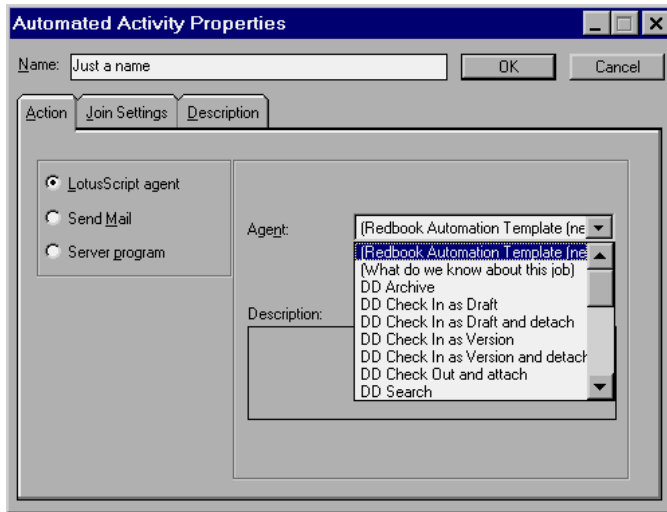 Automated Activity Properties
Name: Just a name OK Cancel
Action Join Settings Description
LotusScript agent
Send Mail
Server program
Agent: (Redbook Automation Template (ne
(Redbook Automation Template (ne
(What do we know about this job)
DD Archive
DD Check In as Draft
DD Check In as Draft and detach
DD Check In as Version
DD Check In as Version and detach
DD Check Out and attach
DD Search
Description: